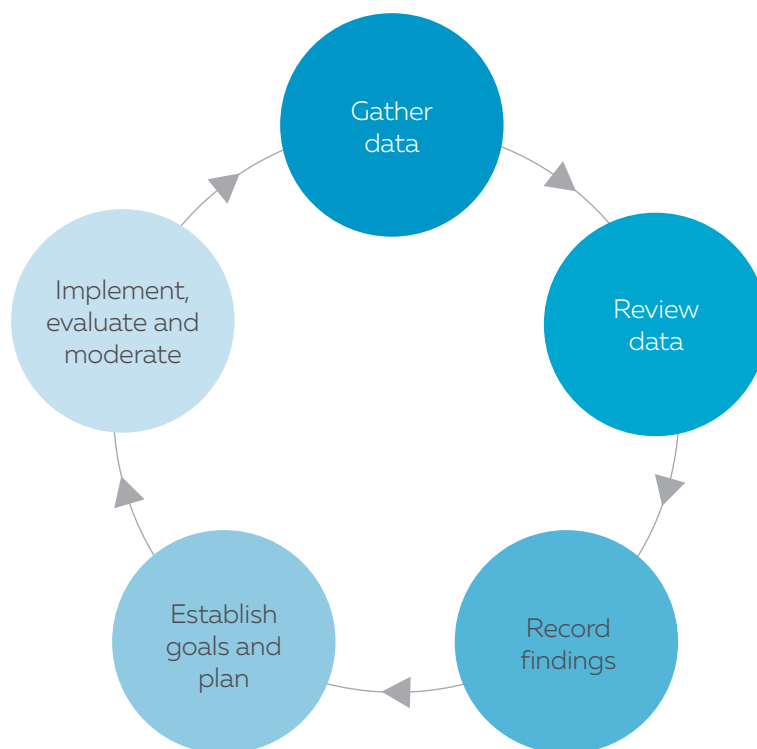 Gather
data
Review
data
Record
findings
Establish
goals and
plan
Implement,
evaluate and
moderate